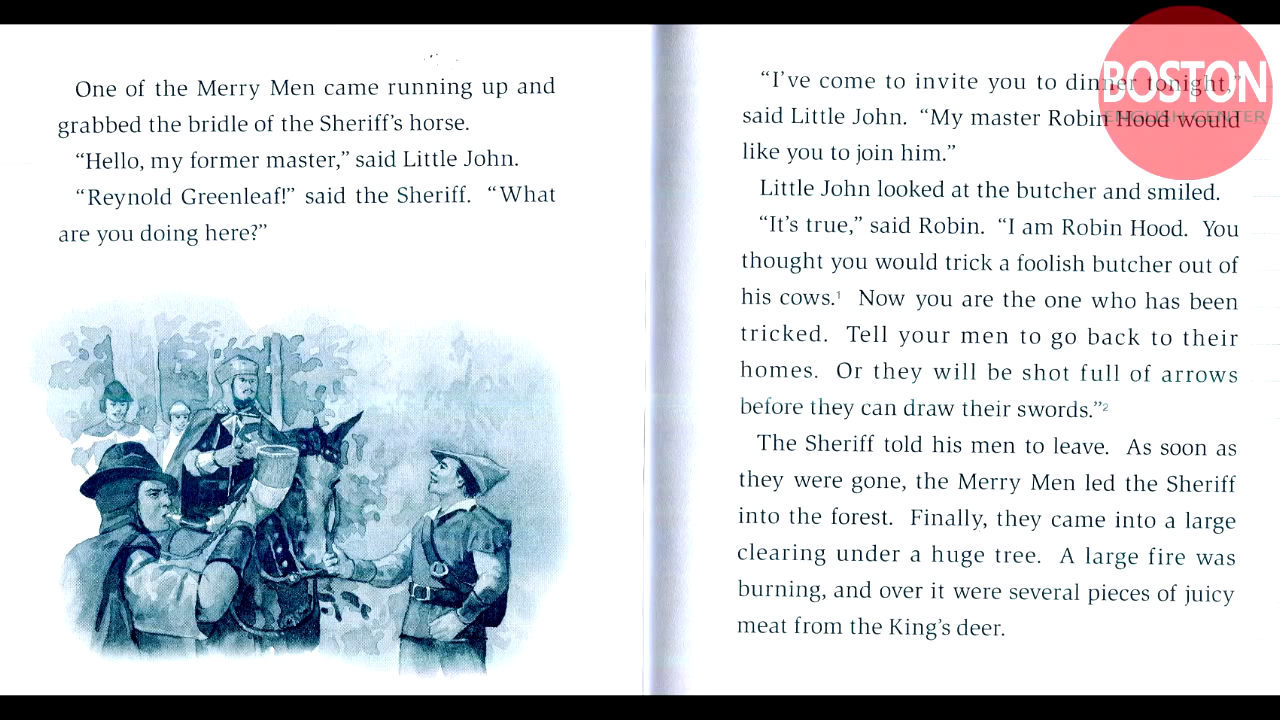 One of the Merry Men came running up and
grabbed the bridle of the Sheriff's horse.
“Hello, my former master,” said Little John.
“Reynold Greenleaf!” said the Sheriff. “What
are you doing here?”
“I've come to invite you to dinner tonight,”
said Little John. “My master Robin Hood would
like you to join him.”
Little John looked at the butcher and smiled.
“It's true,” said Robin. “I am Robin Hood. You
thought you would trick a foolish butcher out of
his cows.¹ Now you are the one who has been
tricked. Tell your men to go back to their
homes. Or they will be shot full of arrows
before they can draw their swords.”²
The Sheriff told his men to leave. As soon as
they were gone, the Merry Men led the Sheriff
into the forest. Finally, they came into a large
clearing under a huge tree. A large fire was
burning, and over it were several pieces of juicy
meat from the King's deer.
BOSTON
ENGLISH CENTER